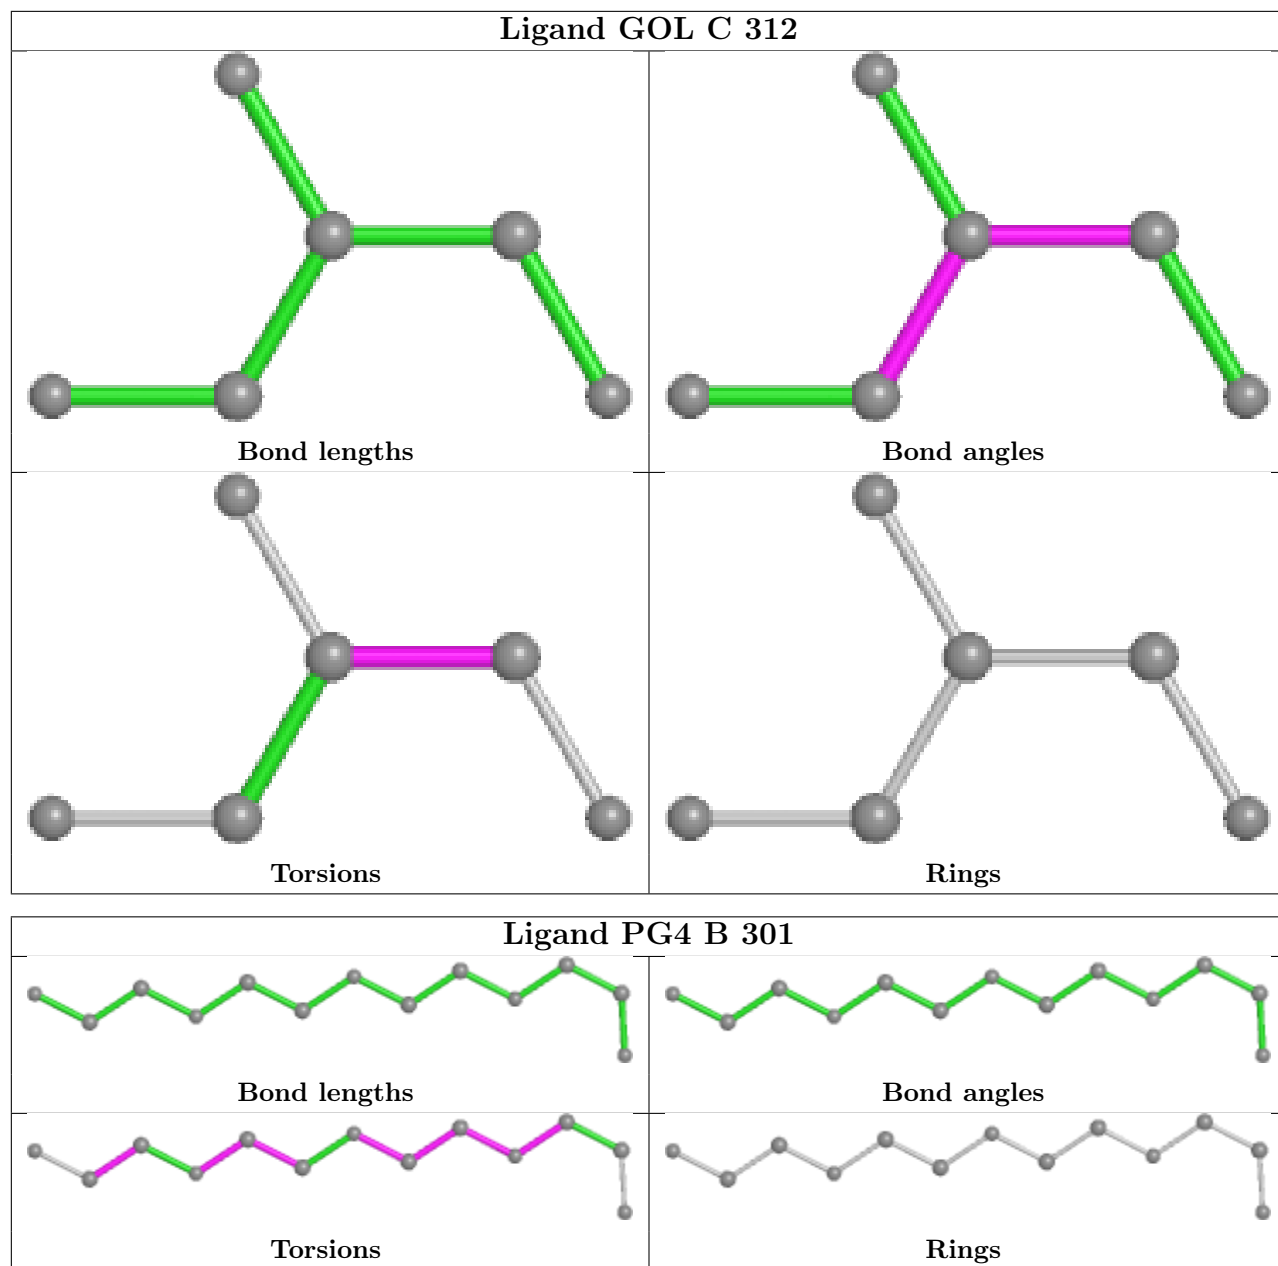 Ligand GOL C 312
Bond lengths
Bond angles
Torsions
Rings
Ligand PG4 B 301
Bond lengths
Bond angles
Torsions
Rings